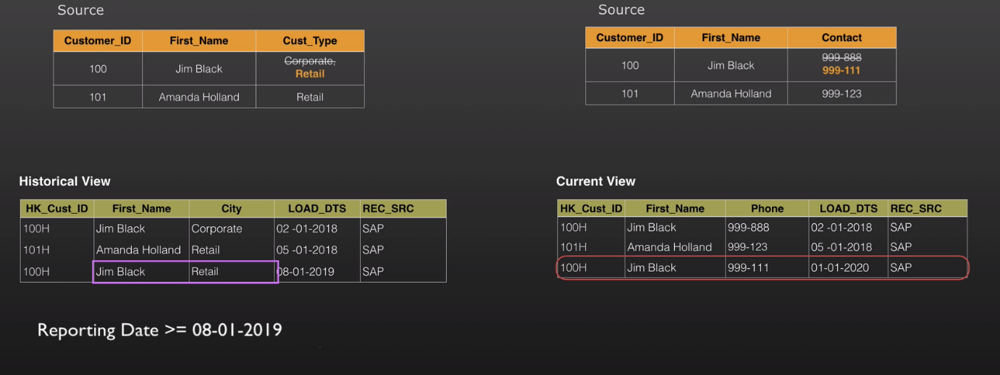 Source
Customer_ID First_Name Cust_Type
100 Jim Black Corporate, Retail
101 Amanda Holland Retail
Source
Customer_ID First_Name Contact
100 Jim Black 999-888 999-111
101 Amanda Holland 999-123
Historical View
HK_Cust_ID First_Name City LOAD_DTS REC_SRC
100H Jim Black Corporate 02 -01-2018 SAP
101H Amanda Holland Retail 05 -01-2018 SAP
100H Jim Black Retail 08-01-2019 SAP
Reporting Date >= 08-01-2019
Current View
HK_Cust_ID First_Name Phone LOAD_DTS REC_SRC
100H Jim Black 999-888 02 -01-2018 SAP
101H Amanda Holland 999-123 05 -01-2018 SAP
100H Jim Black 999-111 01-01-2020 SAP